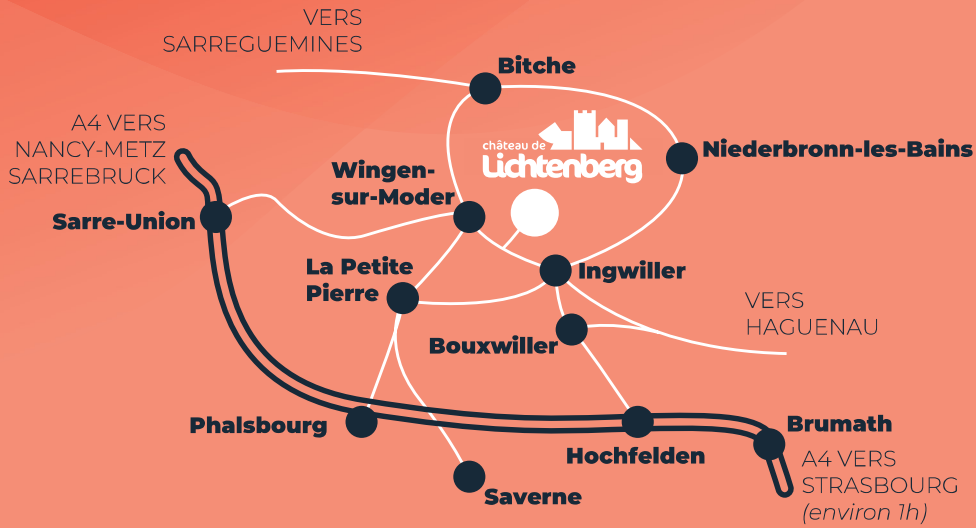 VERS
SARREGUEMINES
Bitche
A4 VERS
NANCY-METZ
SARREBRUCK
château de
Lichtenberg
Niederbronn-les-Bains
Wingen-
sur-Moder
Sarre-Union
La Petite
Pierre
Ingwiller
VERS
HAGUENAU
Bouxwiller
Phalsbourg
Brumath
Hochfelden
A4 VERS
STRASBOURG
(environ 1h)
Saverne